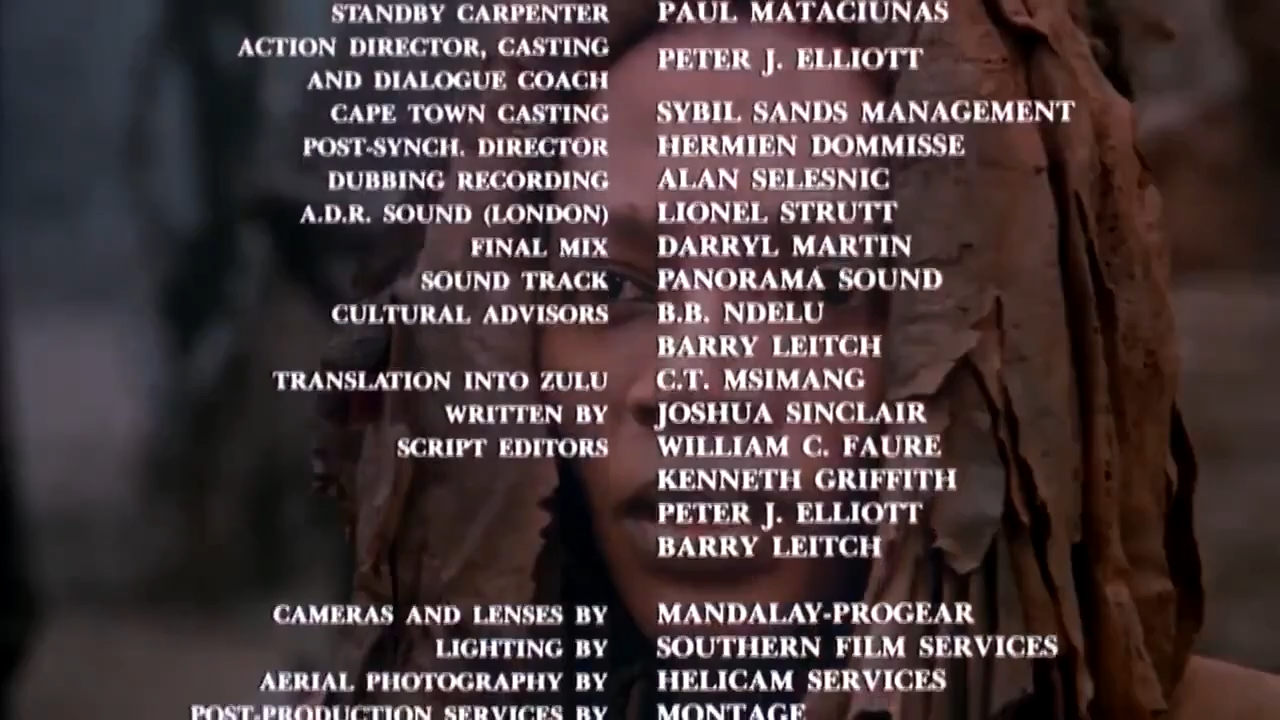 STANDBY CARPENTER PAUL MATACIUNAS
ACTION DIRECTOR, CASTING
AND DIALOGUE COACH PETER J. ELLIOTT
CAPE TOWN CASTING SYBIL SANDS MANAGEMENT
POST-SYNCH. DIRECTOR HERMIEN DOMMISSE
DUBBING RECORDING ALAN SELESNIC
A.D.R. SOUND (LONDON) LIONEL STRUTT
FINAL MIX DARRYL MARTIN
SOUND TRACK PANORAMA SOUND
CULTURAL ADVISORS B.B. NDELU
BARRY LEITCH
TRANSLATION INTO ZULU C.T. MSIMANG
WRITTEN BY JOSHUA SINCLAIR
SCRIPT EDITORS WILLIAM C. FAURE
KENNETH GRIFFITH
PETER J. ELLIOTT
BARRY LEITCH
CAMERAS AND LENSES BY MANDALAY-PROGEAR
LIGHTING BY SOUTHERN FILM SERVICES
AERIAL PHOTOGRAPHY BY HELICAM SERVICES
POST-PRODUCTION SERVICES BY MONTAGE